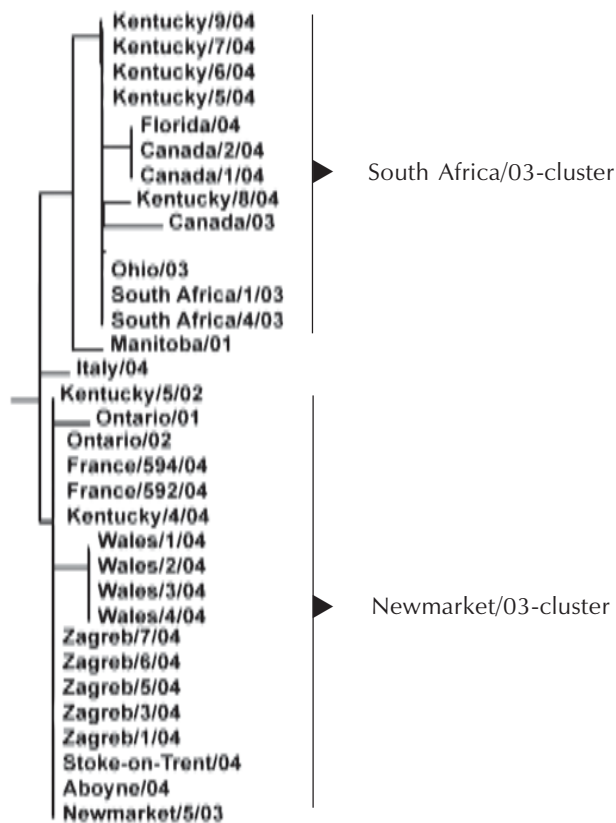 Kentucky/9/04
Kentucky/7/04
Kentucky/6/04
Kentucky/5/04
Florida/04
Canada/2/04
Canada/1/04
South Africa/03-cluster
Kentucky/8/04
Canada/03
Ohio/03
South Africa/1/03
South Africa/4/03
Manitoba/01
Italy/04
Kentucky/5/02
Ontario/01
Ontario/02
France/594/04
France/592/04
Kentucky/4/04
Wales/1/04
Wales/2/04
Wales/3/04
Newmarket/03-cluster
Wales/4/04
Zagreb/7/04
Zagreb/6/04
Zagreb/5/04
Zagreb/3/04
Zagreb/1/04
Stoke-on-Trent/04
Aboyne/04
Newmarket/5/03